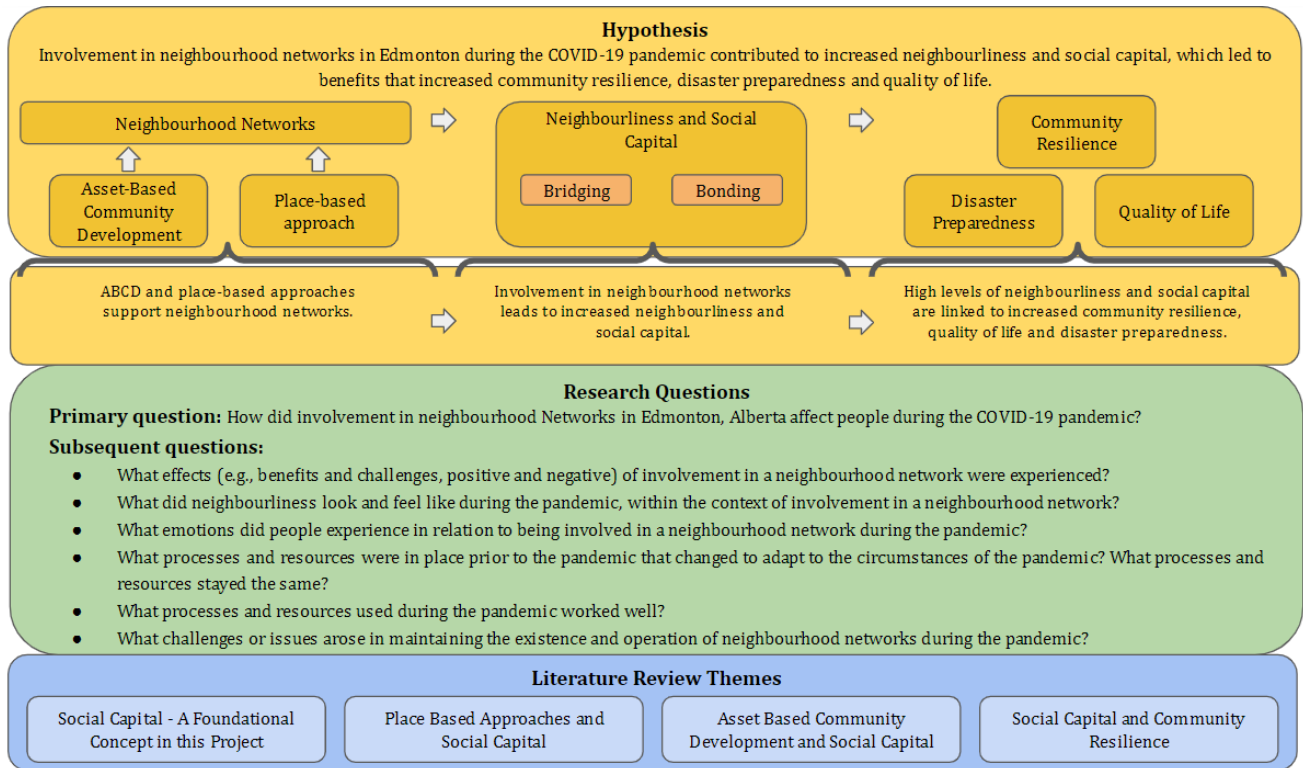 Hypothesis
Involvement in neighbourhood networks in Edmonton during the COVID-19 pandemic contributed to increased neighbourliness and social capital, which led to
benefits that increased community resilience, disaster preparedness and quality of life.
Neighbourhood Networks
Asset-Based
Community
Development
Place-based
approach
Neighbourliness and Social
Capital
Bridging
Bonding
Community
Resilience
Disaster
Preparedness
Quality of Life
ABCD and place-based approaches
support neighbourhood networks.
Involvement in neighbourhood networks
leads to increased neighbourliness and
social capital.
High levels of neighbourliness and social capital
are linked to increased community resilience,
quality of life and disaster preparedness.
Research Questions
Primary question: How did involvement in neighbourhood Networks in Edmonton, Alberta affect people during the COVID-19 pandemic?
Subsequent questions:
● What effects (e.g., benefits and challenges, positive and negative) of involvement in a neighbourhood network were experienced?
● What did neighbourliness look and feel like during the pandemic, within the context of involvement in a neighbourhood network?
● What emotions did people experience in relation to being involved in a neighbourhood network during the pandemic?
● What processes and resources were in place prior to the pandemic that changed to adapt to the circumstances of the pandemic? What processes and
resources stayed the same?
● What processes and resources used during the pandemic worked well?
● What challenges or issues arose in maintaining the existence and operation of neighbourhood networks during the pandemic?
Literature Review Themes
Social Capital - A Foundational
Concept in this Project
Place Based Approaches and
Social Capital
Asset Based Community
Development and Social Capital
Social Capital and Community
Resilience